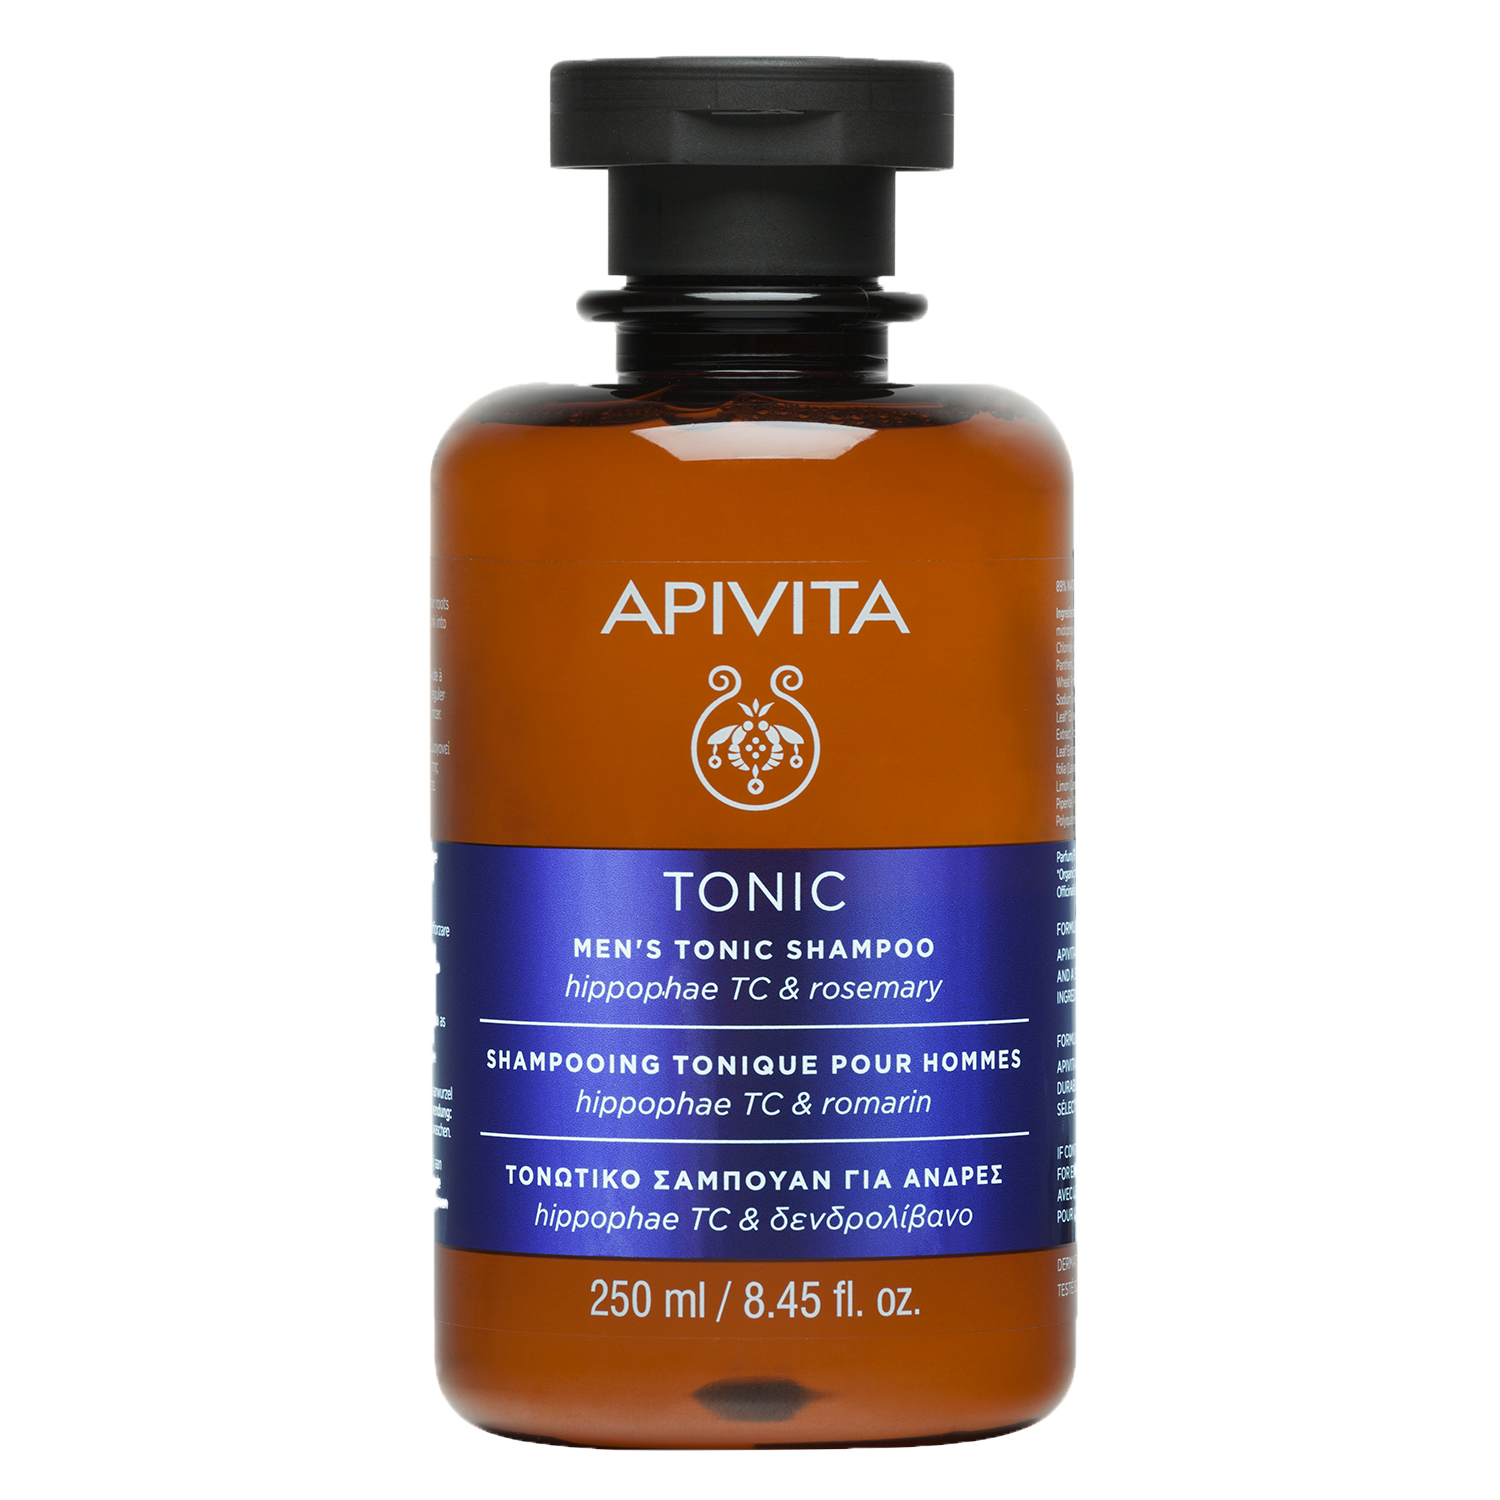 APIVITA
TONIC
MEN'S TONIC SHAMPOO
hippophae TC & rosemary
SHAMPOOING TONIQUE POUR HOMMES
hippophae TC & romarin
ΤΟΝΩΤΙΚΟ ΣΑΜΠΟΥΑΝ ΓΙΑ ΑΝΔΡΕΣ
hippophae TC & δενδρολίβανο
250 ml / 8.45 fl. oz.